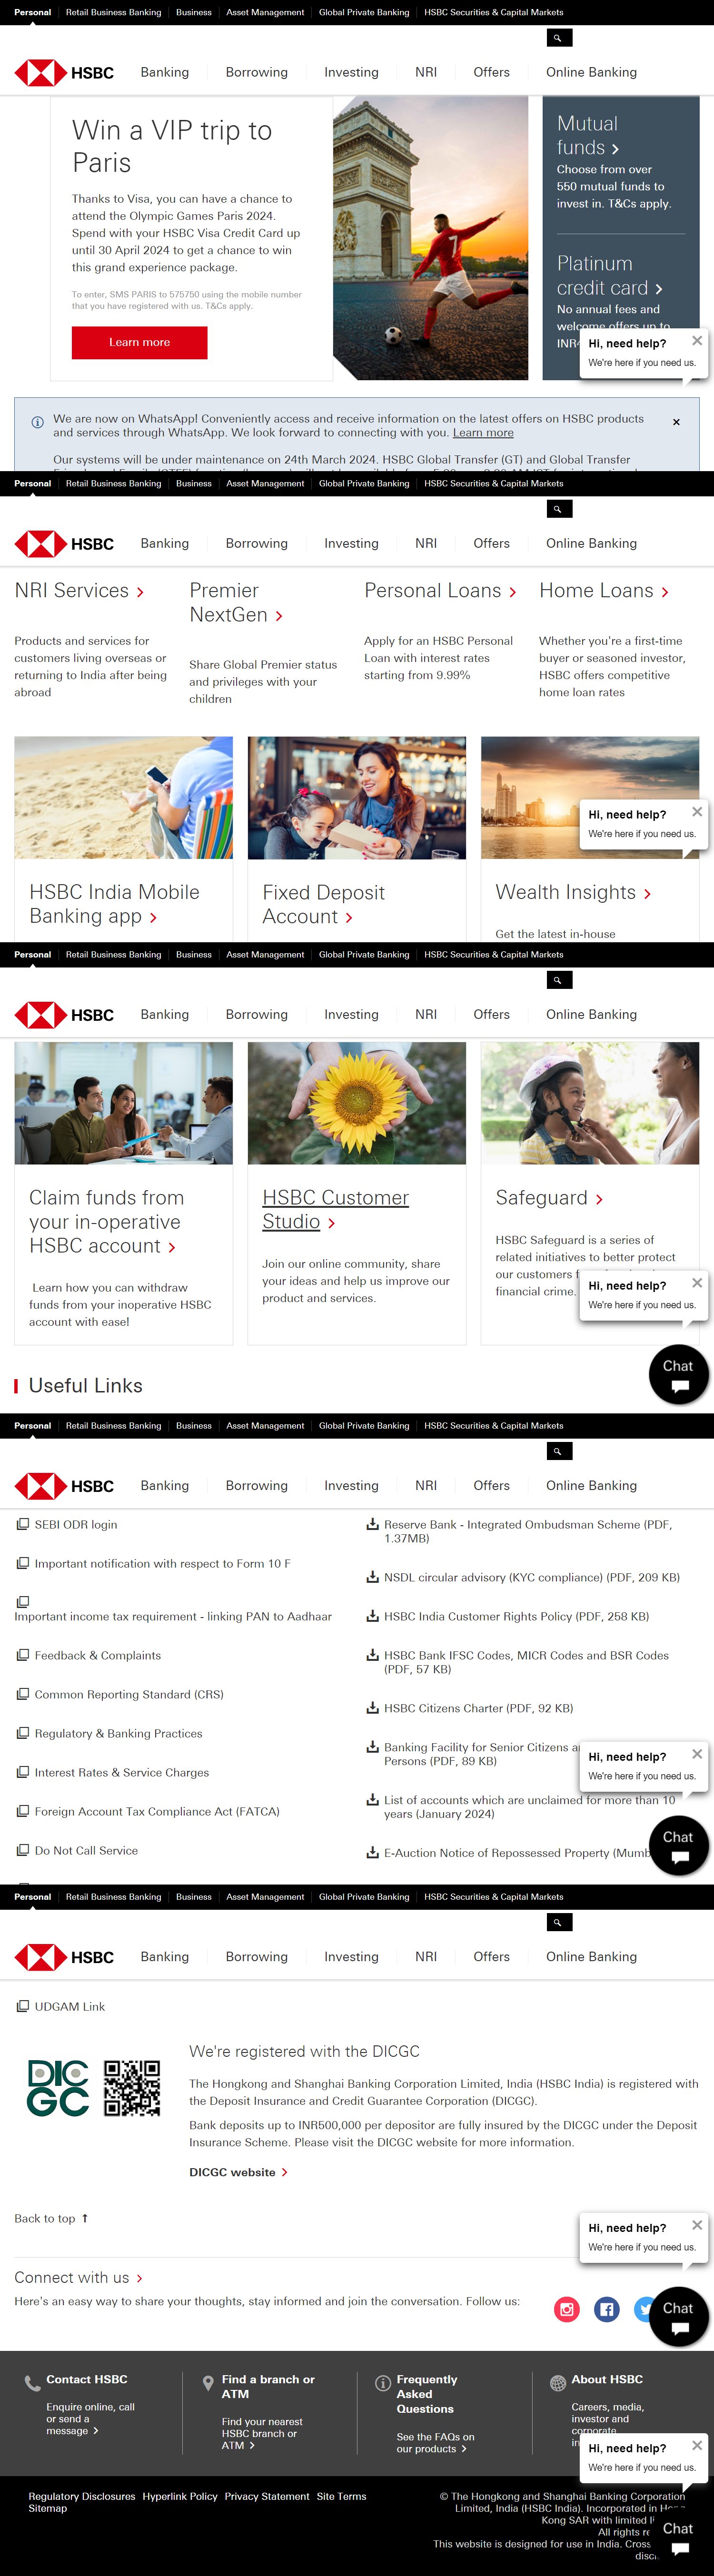 Personal Retail Business Banking Business Asset Management Global Private Banking HSBC Securities & Capital Markets
HSBC Banking Borrowing Investing NRI Offers Online Banking
Win a VIP trip to
Paris
Thanks to Visa, you can have a chance to
attend the Olympic Games Paris 2024.
Spend with your HSBC Visa Credit Card up
until 30 April 2024 to get a chance to win
this grand experience package.
To enter, SMS PARIS to 575750 using the mobile number
that you have registered with us. T&Cs apply.
Learn more
Mutual
funds
Choose from over
550 mutual funds to
invest in. T&Cs apply.
Platinum
credit card
No annual fees and
welcome offers up to
INR4
Hi, need help?
We're here if you need us.
We are now on WhatsApp! Conveniently access and receive information on the latest offers on HSBC products
and services through WhatsApp. We look forward to connecting with you. Learn more
Our systems will be under maintenance on 24th March 2024. HSBC Global Transfer (GT) and Global Transfer
Personal Retail Business Banking Business Asset Management Global Private Banking HSBC Securities & Capital Markets
HSBC Banking Borrowing Investing NRI Offers Online Banking
NRI Services
Products and services for
customers living overseas or
returning to India after being
abroad
Premier
NextGen
Share Global Premier status
and privileges with your
children
Personal Loans
Apply for an HSBC Personal
Loan with interest rates
starting from 9.99%
Home Loans
Whether you're a first-time
buyer or seasoned investor,
HSBC offers competitive
home loan rates
Hi, need help?
We're here if you need us.
HSBC India Mobile
Banking app
Fixed Deposit
Account
Wealth Insights
Get the latest in-house
Personal Retail Business Banking Business Asset Management Global Private Banking HSBC Securities & Capital Markets
HSBC Banking Borrowing Investing NRI Offers Online Banking
Claim funds from
your in-operative
HSBC account
Learn how you can withdraw
funds from your inoperative HSBC
account with ease!
HSBC Customer
Studio
Join our online community, share
your ideas and help us improve our
product and services.
Safeguard
HSBC Safeguard is a series of
related initiatives to better protect
our customers
financial crime.
Hi, need help?
We're here if you need us.
Chat
Useful Links
Personal Retail Business Banking Business Asset Management Global Private Banking HSBC Securities & Capital Markets
HSBC Banking Borrowing Investing NRI Offers Online Banking
SEBI ODR login
Important notification with respect to Form 10 F
Important income tax requirement - linking PAN to Aadhaar
Feedback & Complaints
Common Reporting Standard (CRS)
Regulatory & Banking Practices
Interest Rates & Service Charges
Foreign Account Tax Compliance Act (FATCA)
Do Not Call Service
Reserve Bank - Integrated Ombudsman Scheme (PDF,
1.37MB)
NSDL circular advisory (KYC compliance) (PDF, 209 KB)
HSBC India Customer Rights Policy (PDF, 258 KB)
HSBC Bank IFSC Codes, MICR Codes and BSR Codes
(PDF, 57 KB)
HSBC Citizens Charter (PDF, 92 KB)
Banking Facility for Senior Citizens
Persons (PDF, 89 KB)
List of accounts which are unclaimed for more than 10
years (January 2024)
E-Auction Notice of Repossessed Property (Mumb
Hi, need help?
We're here if you need us.
Chat
Personal Retail Business Banking Business Asset Management Global Private Banking HSBC Securities & Capital Markets
HSBC Banking Borrowing Investing NRI Offers Online Banking
UDGAM Link
DICGC
We're registered with the DICGC
The Hongkong and Shanghai Banking Corporation Limited, India (HSBC India) is registered with
the Deposit Insurance and Credit Guarantee Corporation (DICGC).
Bank deposits up to INR500,000 per depositor are fully insured by the DICGC under the Deposit
Insurance Scheme. Please visit the DICGC website for more information.
DICGC website
Back to top
Hi, need help?
We're here if you need us.
Connect with us
Here's an easy way to share your thoughts, stay informed and join the conversation. Follow us:
Chat
Contact HSBC
Enquire online, call
or send a
message
Find a branch or
ATM
Find your nearest
HSBC branch or
ATM
Frequently
Asked
Questions
See the FAQs on
our products
About HSBC
Careers, media,
investor and
corporate
Hi, need help?
We're here if you need us.
Regulatory Disclosures Hyperlink Policy Privacy Statement Site Terms
Sitemap
© The Hongkong and Shanghai Banking Corporation
Limited, India (HSBC India). Incorporated in Hong
Kong SAR with limited
All rights
This website is designed for use in India. Cross
Chat